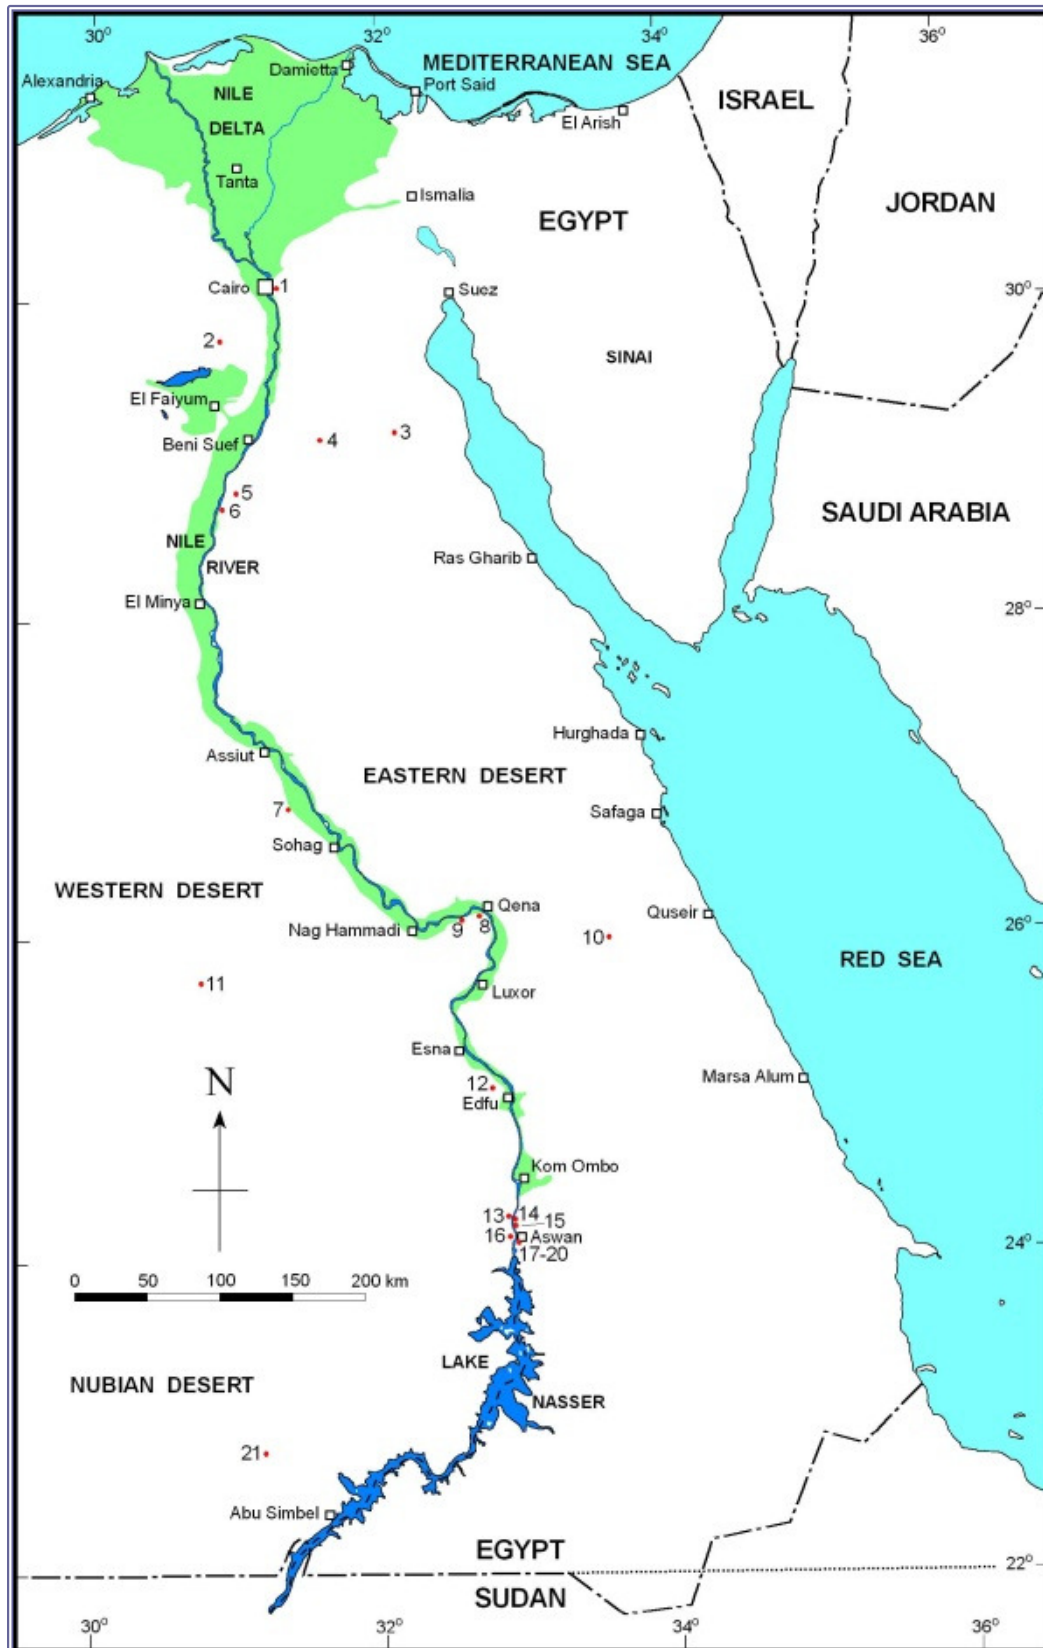 30° 32° 34° 36°
MEDITERRANEAN SEA
Damietta
Alexandria
Port Said
NILE
DELTA
ISRAEL
El Arish
Tanta
Ismalia
EGYPT
JORDAN
Cairo 1
Suez
30°
2
SINAI
El Faiyum
Beni Suef
4 3
5
6
SAUDI ARABIA
NILE
RIVER
Ras Gharib
El Minya
28°
Hurghada
Assiut
EASTERN DESERT
7
Safaga
Sohag
WESTERN DESERT
Qena
Quseir
Nag Hammadi
9 8
10
26°
RED SEA
11
Luxor
Esna
Marsa Alum
12
Edfu
N
Kom Ombo
13 14
15
16
Aswan
17-20
24°
0 50 100 150 200 km
LAKE
NASSER
NUBIAN DESERT
21
Abu Simbel
EGYPT
SUDAN
22°
30° 32° 34° 36°